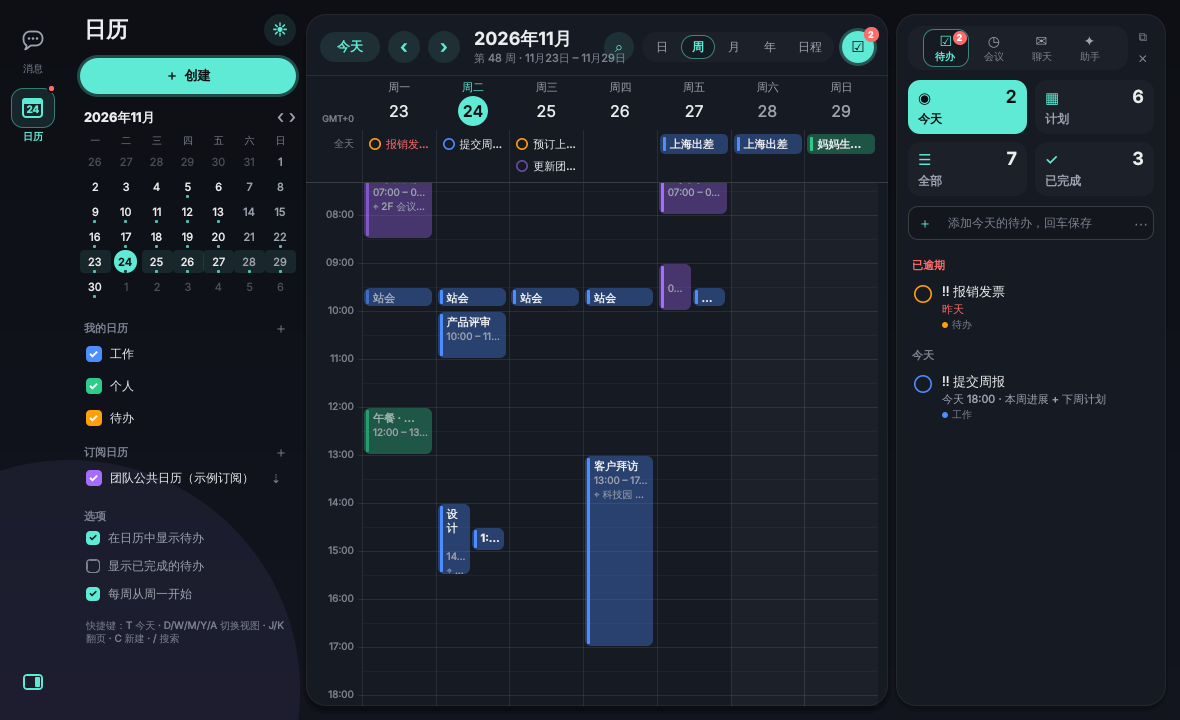 消息
24
日历
日历
＋ 创建
2026年11月
一 二 三 四 五 六 日
26 27 28 29 30 31 1
2 3 4 5 6 7 8
9 10 11 12 13 14 15
16 17 18 19 20 21 22
23 24 25 26 27 28 29
30 1 2 3 4 5 6
我的日历
工作
个人
待办
订阅日历
团队公共日历（示例订阅）
选项
在日历中显示待办
显示已完成的待办
每周从周一开始
快捷键：T 今天 · D/W/M/Y/A 切换视图 · J/K
翻页 · C 新建 · / 搜索
今天
2026年11月
第 48 周 · 11月23日 – 11月29日
日 周 月 年 日程
2
周一 周二 周三 周四 周五 周六 周日
GMT+0 23 24 25 26 27 28 29
全天 报销发... 提交周... 预订上... 上海出差 上海出差 妈妈生...
更新团...
07:00 – 0... 07:00 – 0...
2F 会议...
08:00
09:00
0...
站会 站会 站会 站会 ...
10:00
产品评审
10:00 – 11...
11:00
12:00
午餐 · ...
12:00 – 13...
13:00
客户拜访
13:00 – 17...
科技园 ...
14:00
设
计
1:...
14...
...
15:00
16:00
17:00
18:00
2
待办 会议 聊天 助手
2
今天
6
计划
7
全部
3
已完成
＋ 添加今天的待办，回车保存 ...
已逾期
!! 报销发票
昨天
待办
今天
!! 提交周报
今天 18:00 · 本周进展 + 下周计划
工作